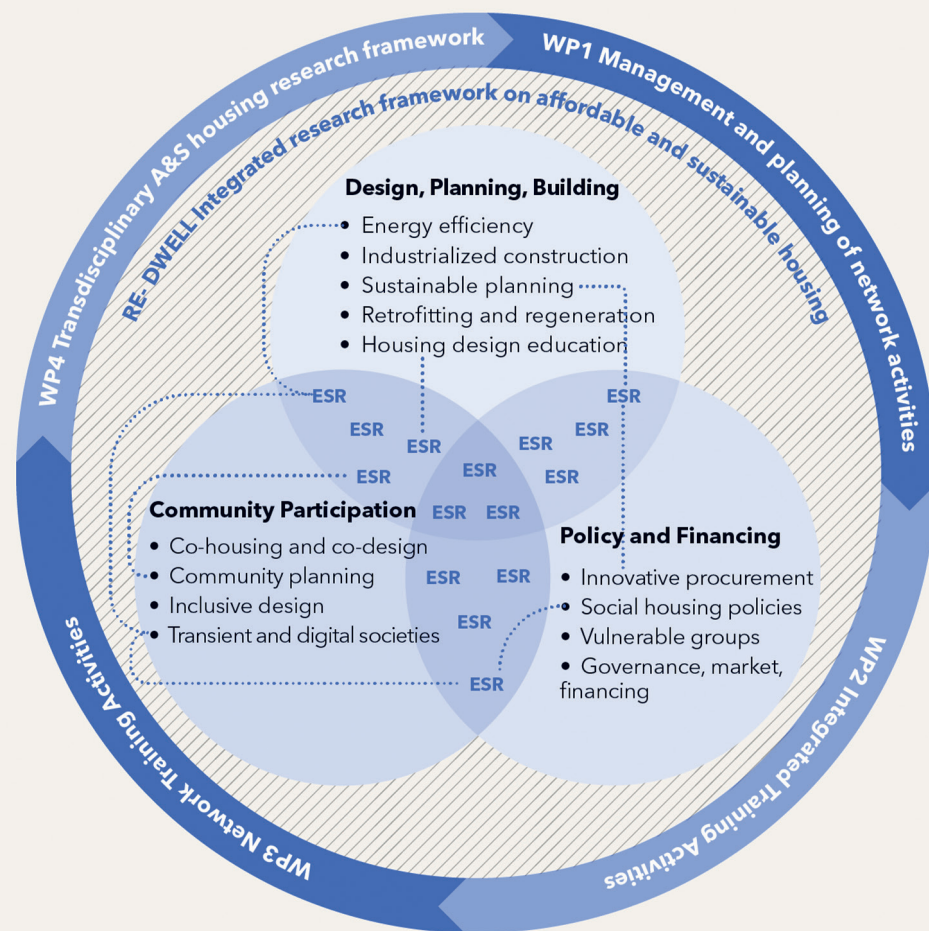 WP4 Transdisciplinary A&S housing research framework
WP1 Management and planning of network activities
RE- DWELL Integrated research framework on affordable and sustainable housing
Design, Planning, Building
• Energy efficiency
• Industrialized construction
• Sustainable planning
• Retrofitting and regeneration
• Housing design education
ESR
ESR
ESR
ESR
ESR
ESR
ESR
ESR
ESR
ESR
ESR
Community Participation
• Co-housing and co-design
• Community planning
• Inclusive design
• Transient and digital societies
Policy and Financing
• Innovative procurement
• Social housing policies
• Vulnerable groups
• Governance, market,
financing
ESR
ESR
ESR
ESR
WP3 Network Training Activities
WP2 Integrated Training Activities